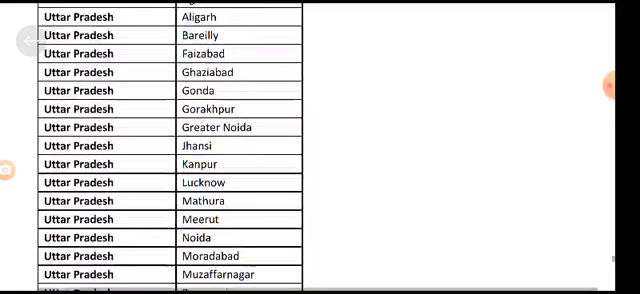 Uttar Pradesh Aligarh
Uttar Pradesh Bareilly
Uttar Pradesh Faizabad
Uttar Pradesh Ghaziabad
Uttar Pradesh Gonda
Uttar Pradesh Gorakhpur
Uttar Pradesh Greater Noida
Uttar Pradesh Jhansi
Uttar Pradesh Kanpur
Uttar Pradesh Lucknow
Uttar Pradesh Mathura
Uttar Pradesh Meerut
Uttar Pradesh Noida
Uttar Pradesh Moradabad
Uttar Pradesh Muzaffarnagar